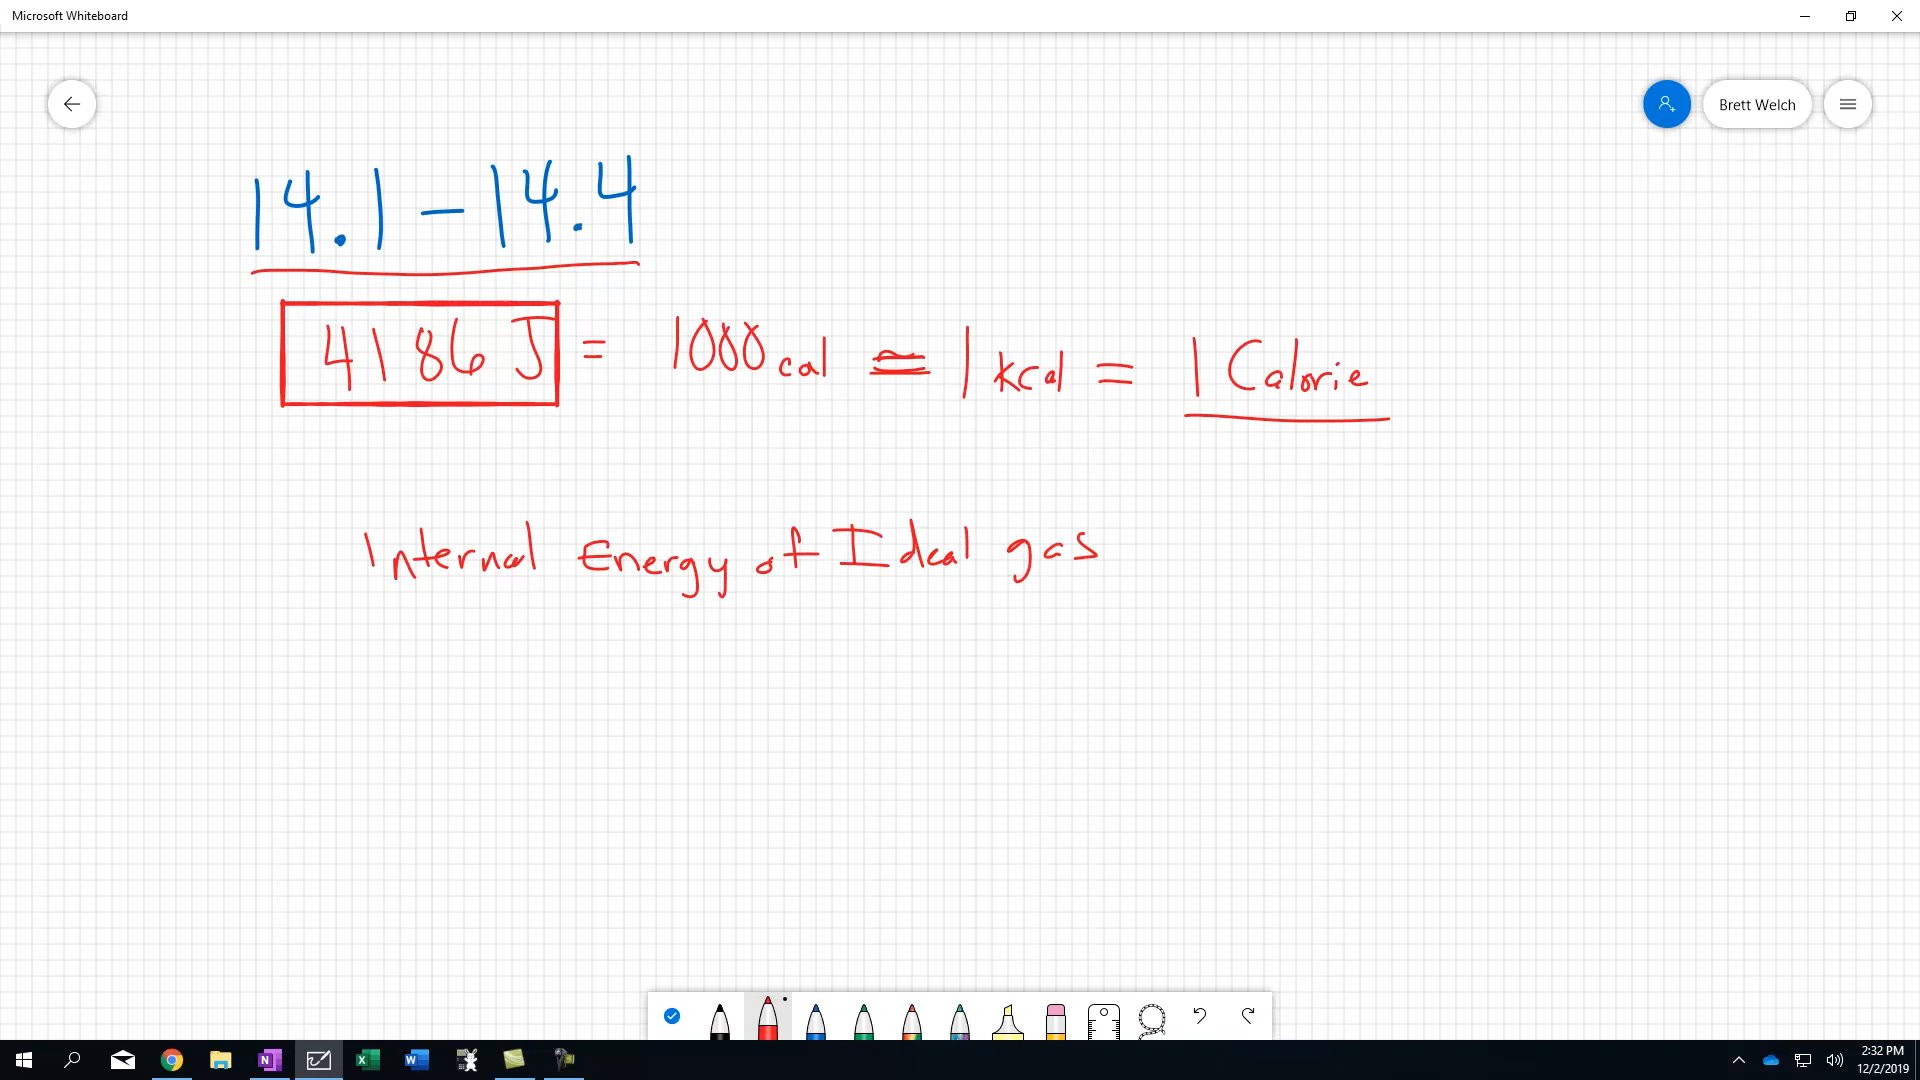 Microsoft Whiteboard
Brett Welch
14.1 – 14.4
4186 J = 1000 cal = 1 kcal = 1 Calorie
Internal Energy of Ideal gas
2:32 PM
12/2/2019